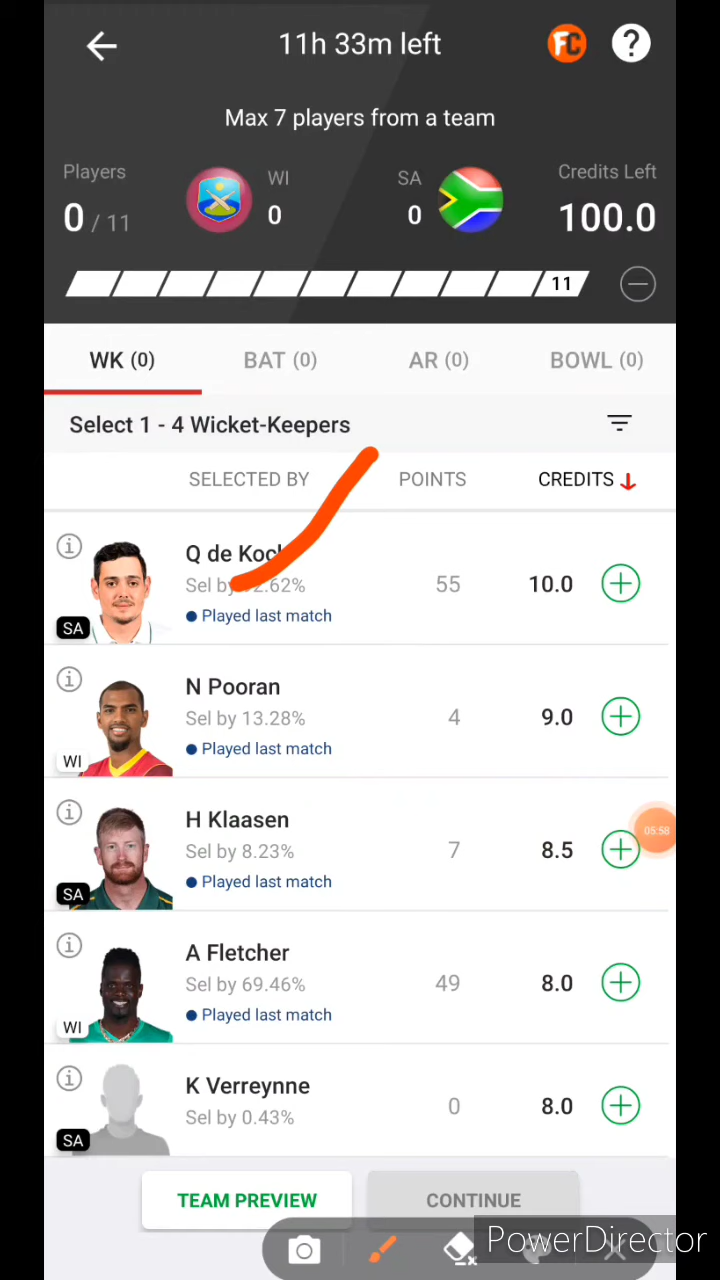 11h 33m left
FC
?
Max 7 players from a team
Players
WI
SA
Credits Left
0 / 11
0
0
100.0
11
WK (0)
BAT (0)
AR (0)
BOWL (0)
Select 1 - 4 Wicket-Keepers
SELECTED BY
POINTS
CREDITS
Q de Kock
Sel by 2.62%
55
10.0
Played last match
SA
N Pooran
Sel by 13.28%
4
9.0
Played last match
WI
H Klaasen
Sel by 8.23%
7
8.5
05:58
Played last match
SA
A Fletcher
Sel by 69.46%
49
8.0
Played last match
WI
K Verreynne
Sel by 0.43%
0
8.0
SA
TEAM PREVIEW
CONTINUE
PowerDirector